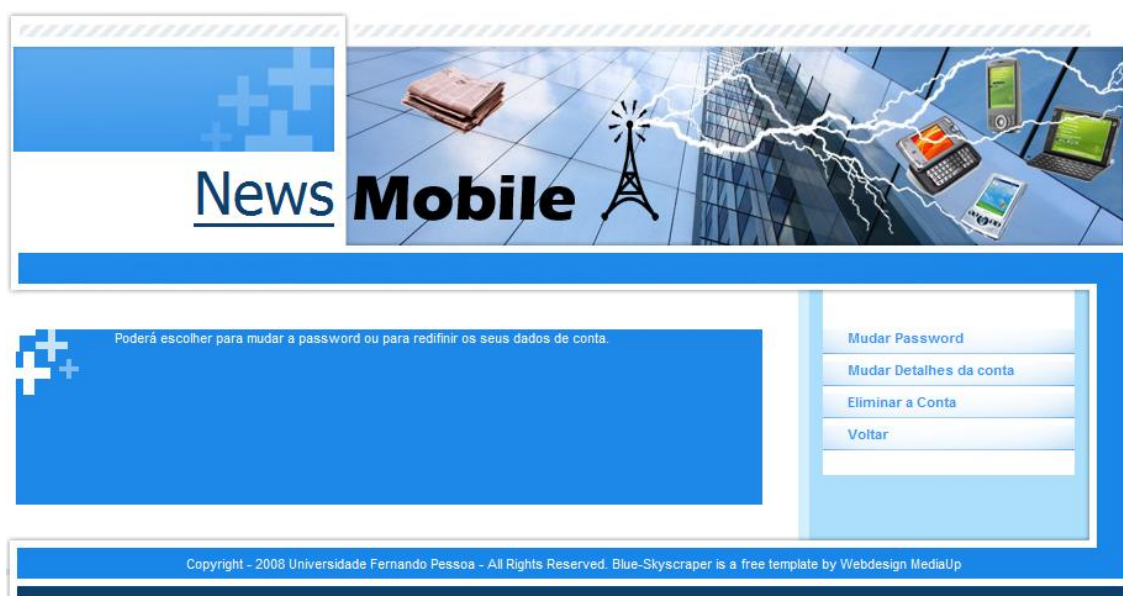 News Mobile
Poderá escolher para mudar a password ou para redifinir os seus dados de conta.
Mudar Password
Mudar Detalhes da conta
Eliminar a Conta
Voltar
Copyright - 2008 Universidade Fernando Pessoa - All Rights Reserved. Blue-Skyscraper is a free template by Webdesign MediaUp